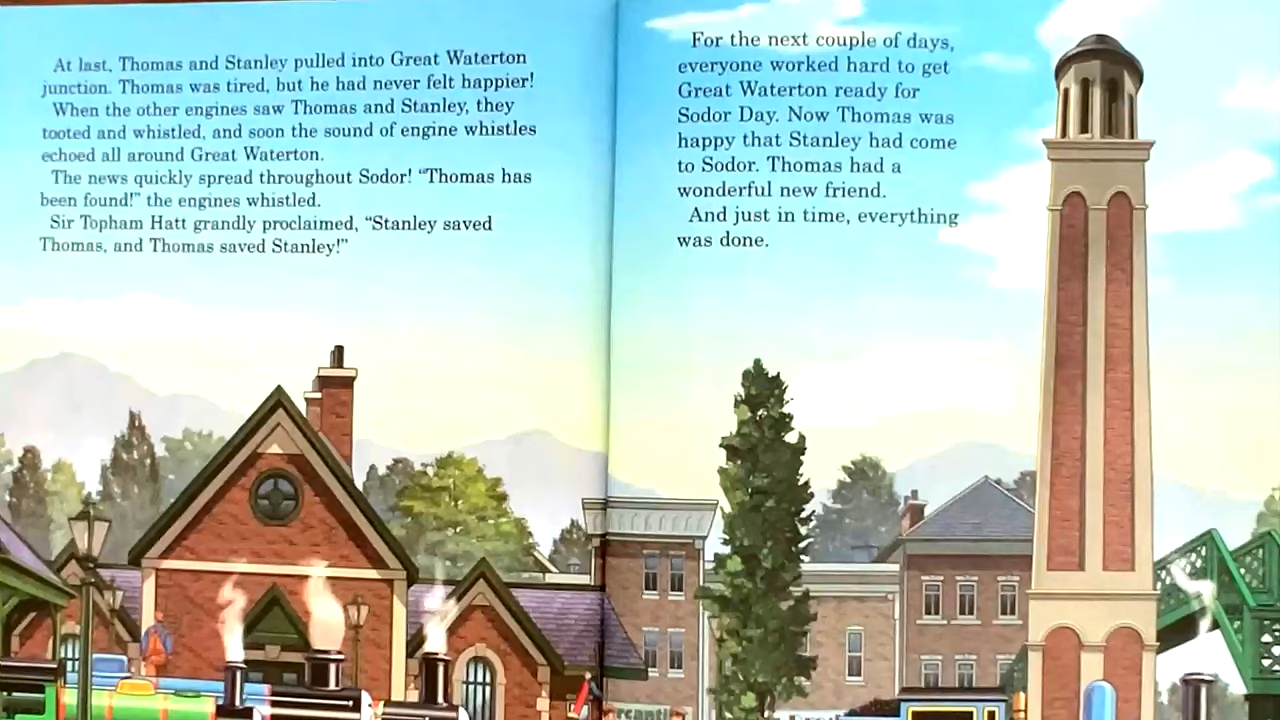 At last, Thomas and Stanley pulled into Great Waterton
junction. Thomas was tired, but he had never felt happier!
When the other engines saw Thomas and Stanley, they
tooted and whistled, and soon the sound of engine whistles
echoed all around Great Waterton.
The news quickly spread throughout Sodor! “Thomas has
been found!” the engines whistled.
Sir Topham Hatt grandly proclaimed, “Stanley saved
Thomas, and Thomas saved Stanley!”
For the next couple of days,
everyone worked hard to get
Great Waterton ready for
Sodor Day. Now Thomas was
happy that Stanley had come
to Sodor. Thomas had a
wonderful new friend.
And just in time, everything
was done.